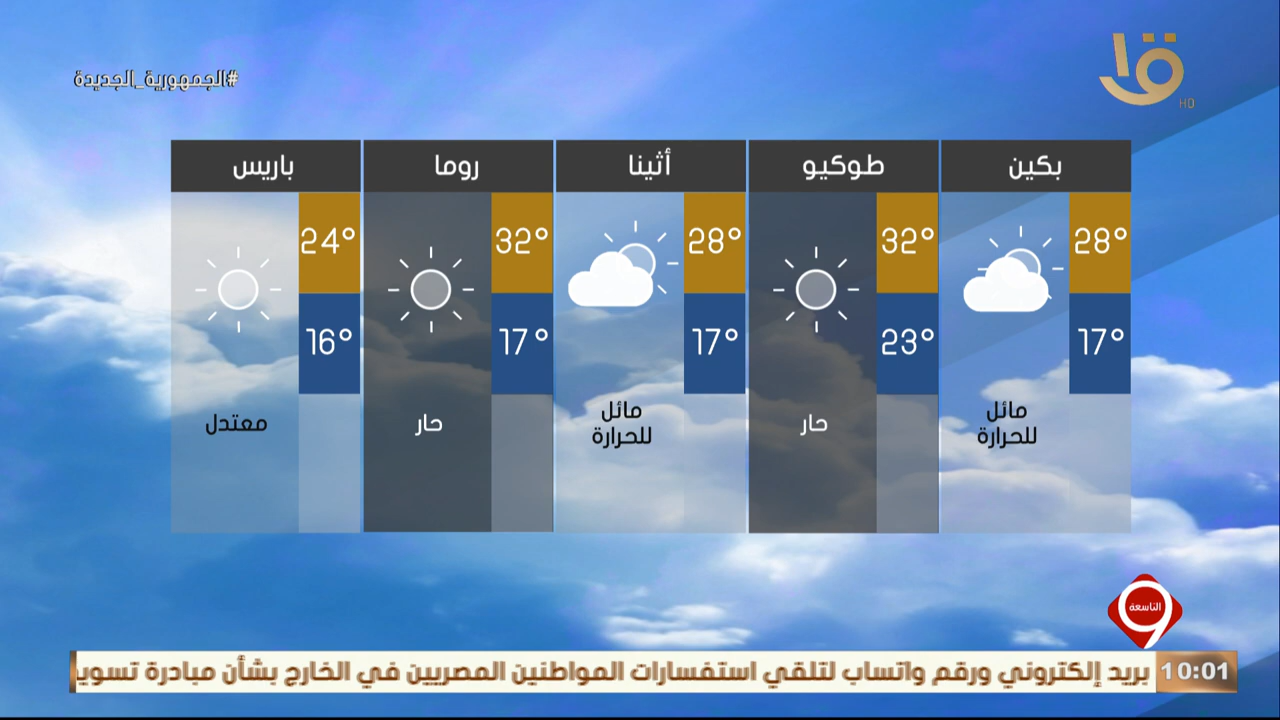 #الجمهورية_الجديدة
HD
بكين
28°
17°
مائل
للحرارة
طوكيو
32°
23°
حار
أثينا
28°
17°
مائل
للحرارة
روما
32°
17°
حار
باريس
24°
16°
معتدل
9
التاسعة
10:01
بريد إلكتروني ورقم واتساب لتلقي استفسارات المواطنين المصريين في الخارج بشأن مبادرة تسويـ